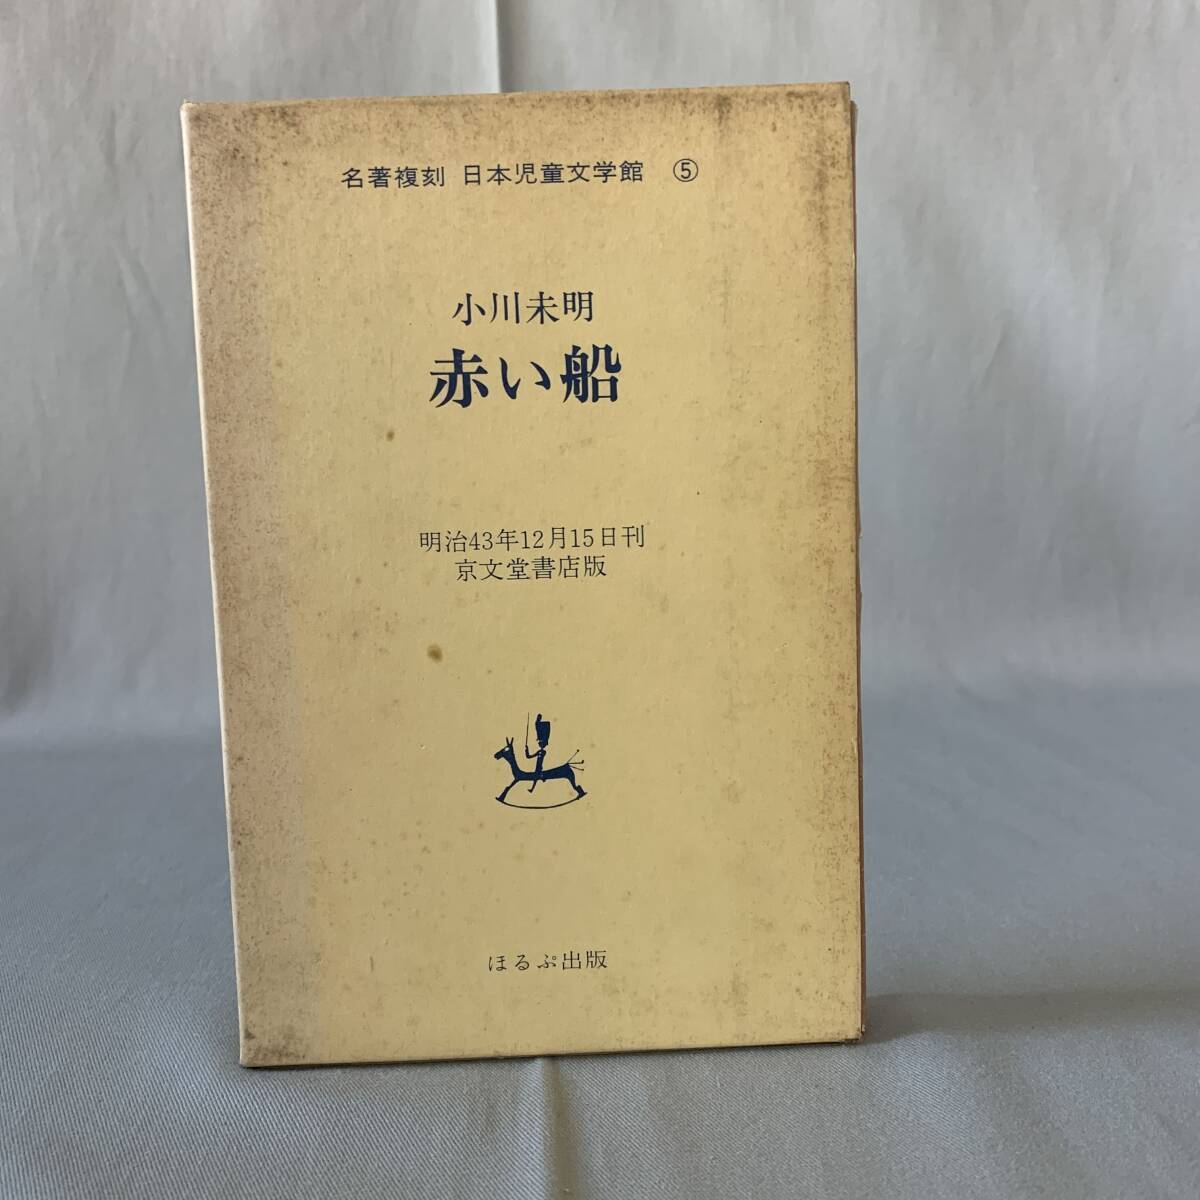 名著複刻 日本児童文学館 ⑤
小川未明
赤い船
明治43年12月15日刊
京文堂書店版
ほるぷ出版